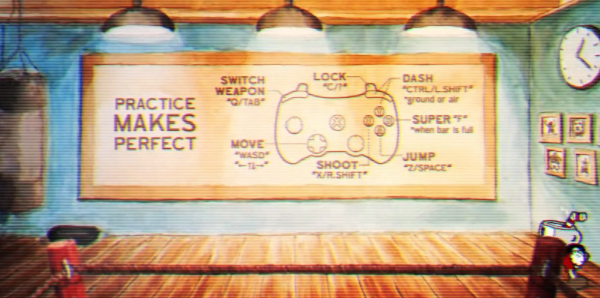 PRACTICE
MAKES
PERFECT
SWITCH
WEAPON
"Q/TAB"
LOCK
"C/?"
DASH
"CTRL/L.SHIFT"
*ground or air
SUPER "F"
*when bar is full
MOVE
"WASD"
"←↑↓→"
SHOOT
"X/R.SHIFT"
JUMP
"Z/SPACE"